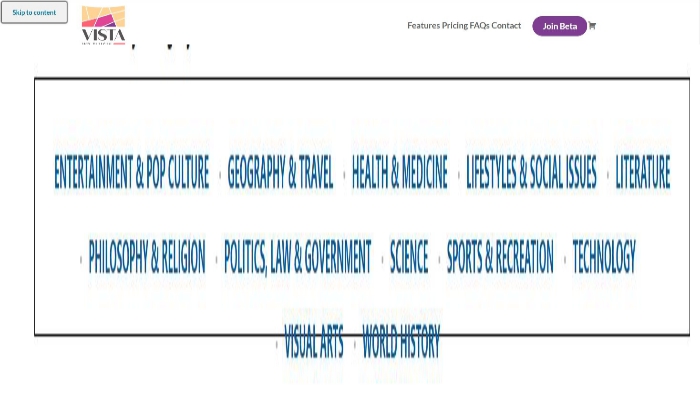 Skip to content
VISTA
Features Pricing FAQs Contact
Join Beta
ENTERTAINMENT & POP CULTURE · GEOGRAPHY & TRAVEL · HEALTH & MEDICINE · LIFESTYLES & SOCIAL ISSUES · LITERATURE
· PHILOSOPHY & RELIGION · POLITICS, LAW & GOVERNMENT · SCIENCE · SPORTS & RECREATION · TECHNOLOGY
· VISUAL ARTS · WORLD HISTORY